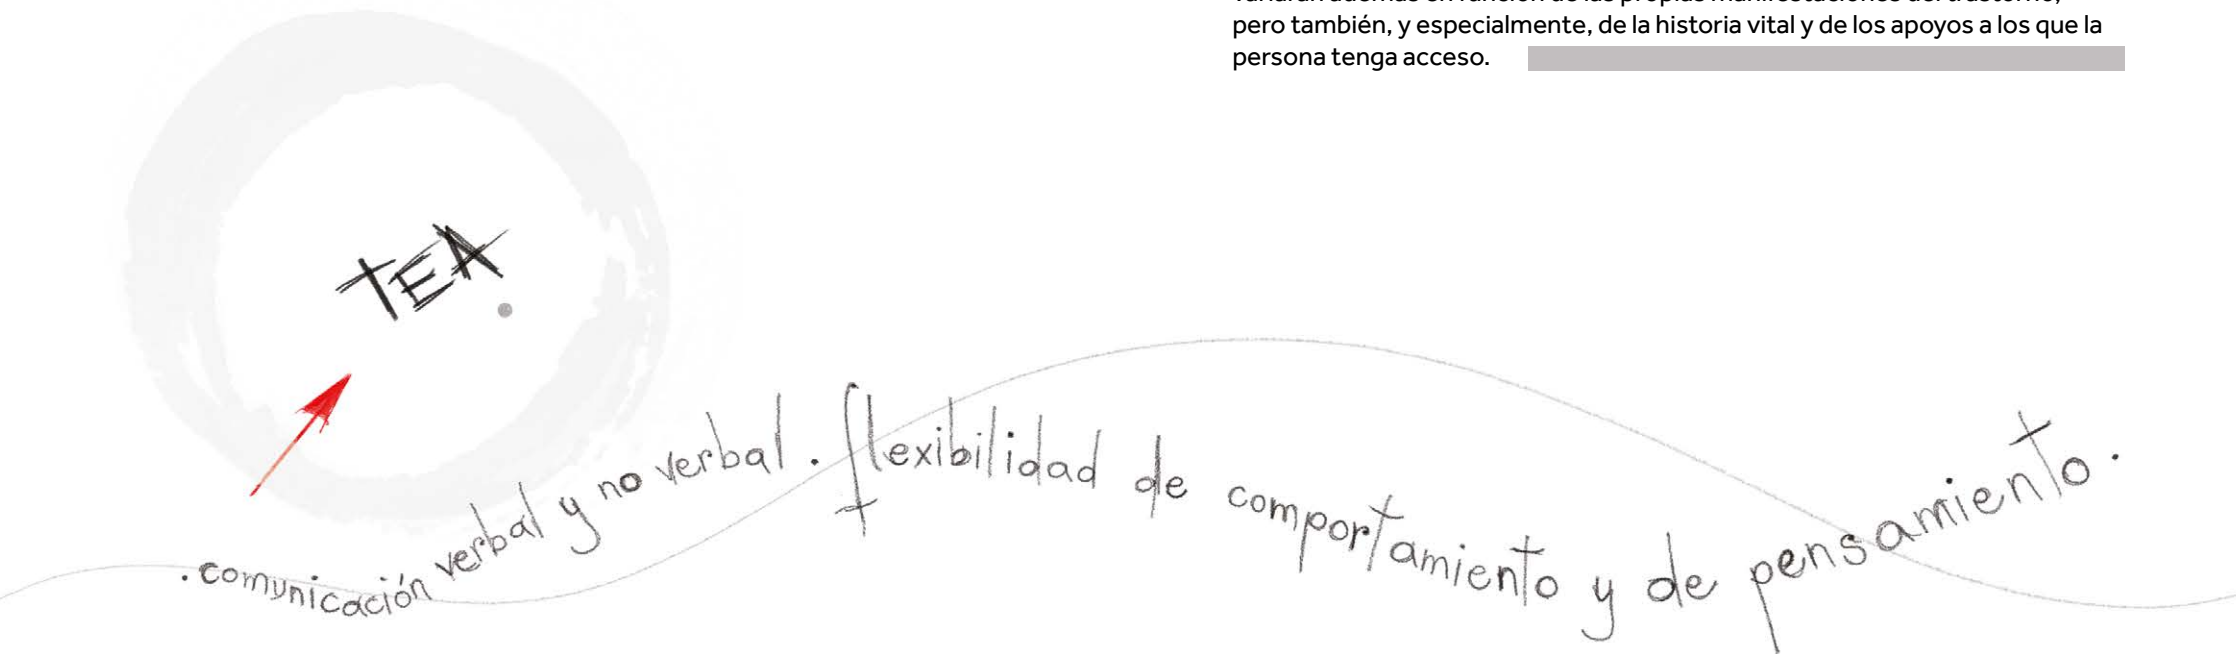 variarán además en función de las propias manifestaciones del trastorno,
pero también, y especialmente, de la historia vital y de los apoyos a los que la
persona tenga acceso.
TEA
. comunicación verbal y no verbal . flexibilidad de comportamiento y de pensamiento .